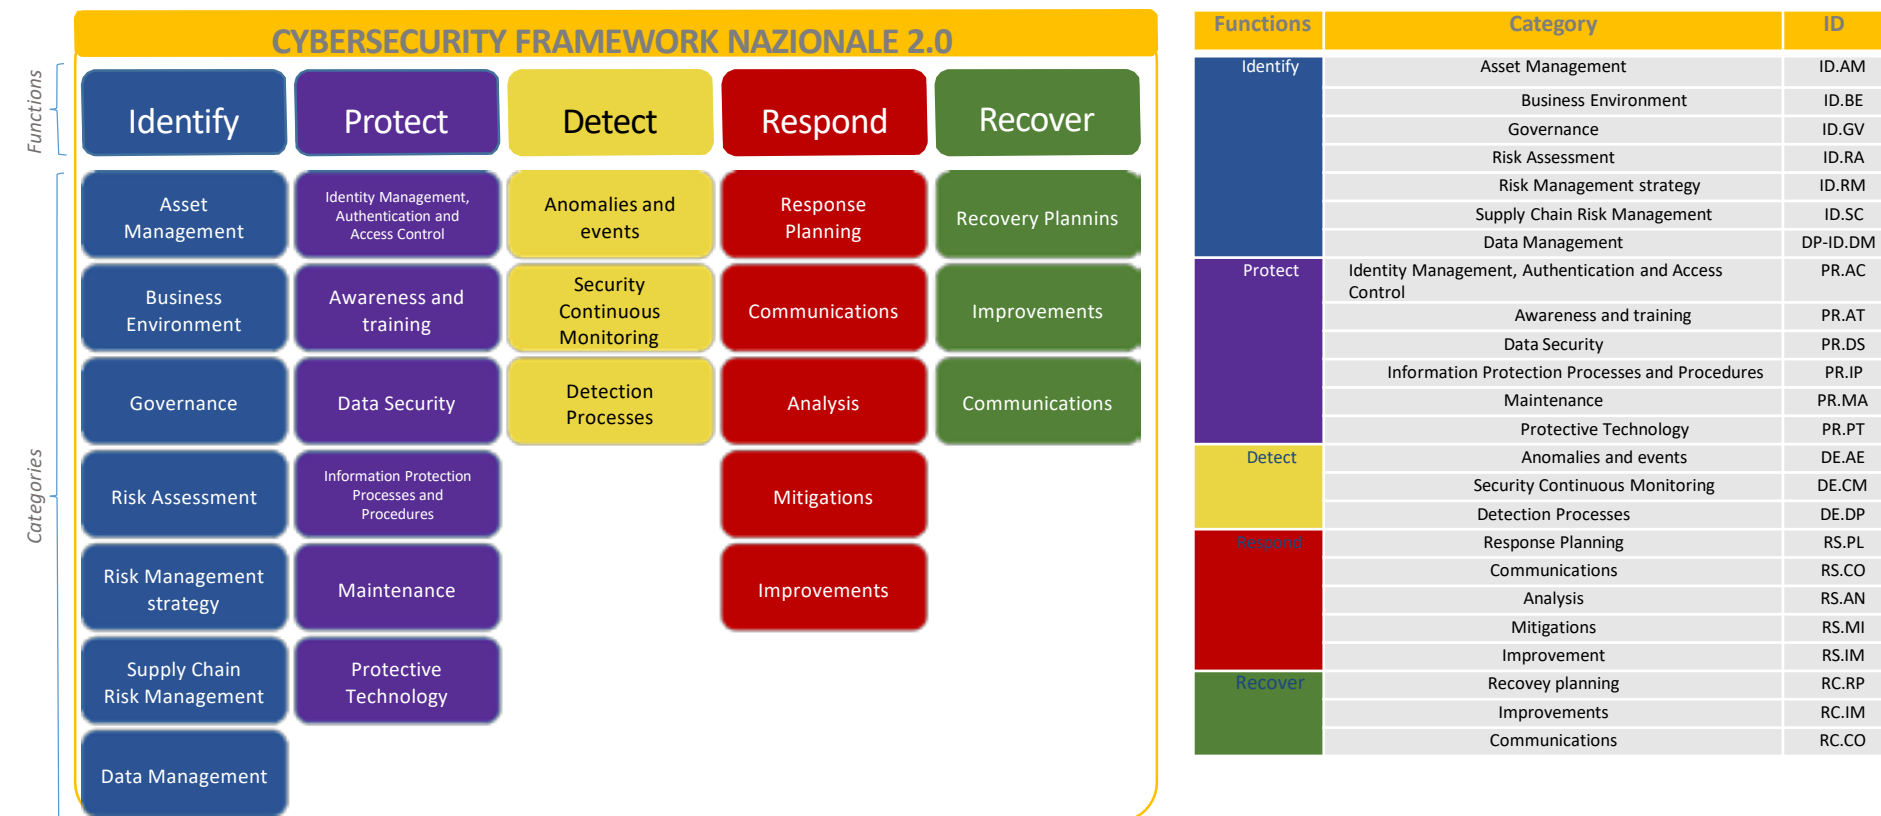 CYBERSECURITY FRAMEWORK NAZIONALE 2.0
Functions
Identify
Protect
Detect
Respond
Recover
Categories
Asset
Management
Business
Environment
Governance
Risk Assessment
Risk Management
strategy
Supply Chain
Risk Management
Data Management
Identity Management,
Authentication and
Access Control
Awareness and
training
Data Security
Information Protection
Processes and
Procedures
Maintenance
Protective
Technology
Anomalies and
events
Security
Continuous
Monitoring
Detection
Processes
Response
Planning
Communications
Analysis
Mitigations
Improvements
Recovery Plannins
Improvements
Communications
Functions Category ID
Identify Asset Management ID.AM
Business Environment ID.BE
Governance ID.GV
Risk Assessment ID.RA
Risk Management strategy ID.RM
Supply Chain Risk Management ID.SC
Data Management DP-ID.DM
Protect Identity Management, Authentication and Access PR.AC
Control
Awareness and training PR.AT
Data Security PR.DS
Information Protection Processes and Procedures PR.IP
Maintenance PR.MA
Protective Technology PR.PT
Detect Anomalies and events DE.AE
Security Continuous Monitoring DE.CM
Detection Processes DE.DP
Respond Response Planning RS.PL
Communications RS.CO
Analysis RS.AN
Mitigations RS.MI
Improvement RS.IM
Recover Recovey planning RC.RP
Improvements RC.IM
Communications RC.CO